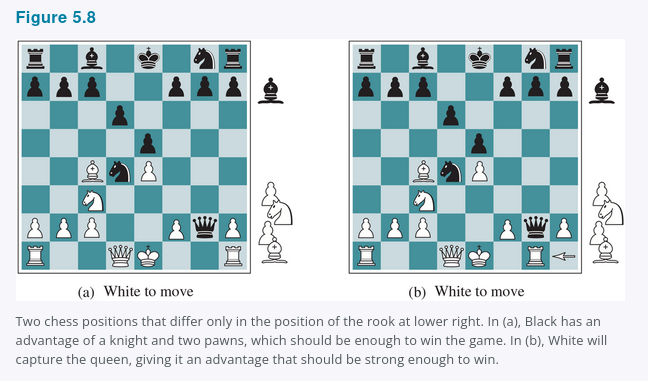 Figure 5.8
(a) White to move
(b) White to move
Two chess positions that differ only in the position of the rook at lower right. In (a), Black has an
advantage of a knight and two pawns, which should be enough to win the game. In (b), White will
capture the queen, giving it an advantage that should be strong enough to win.